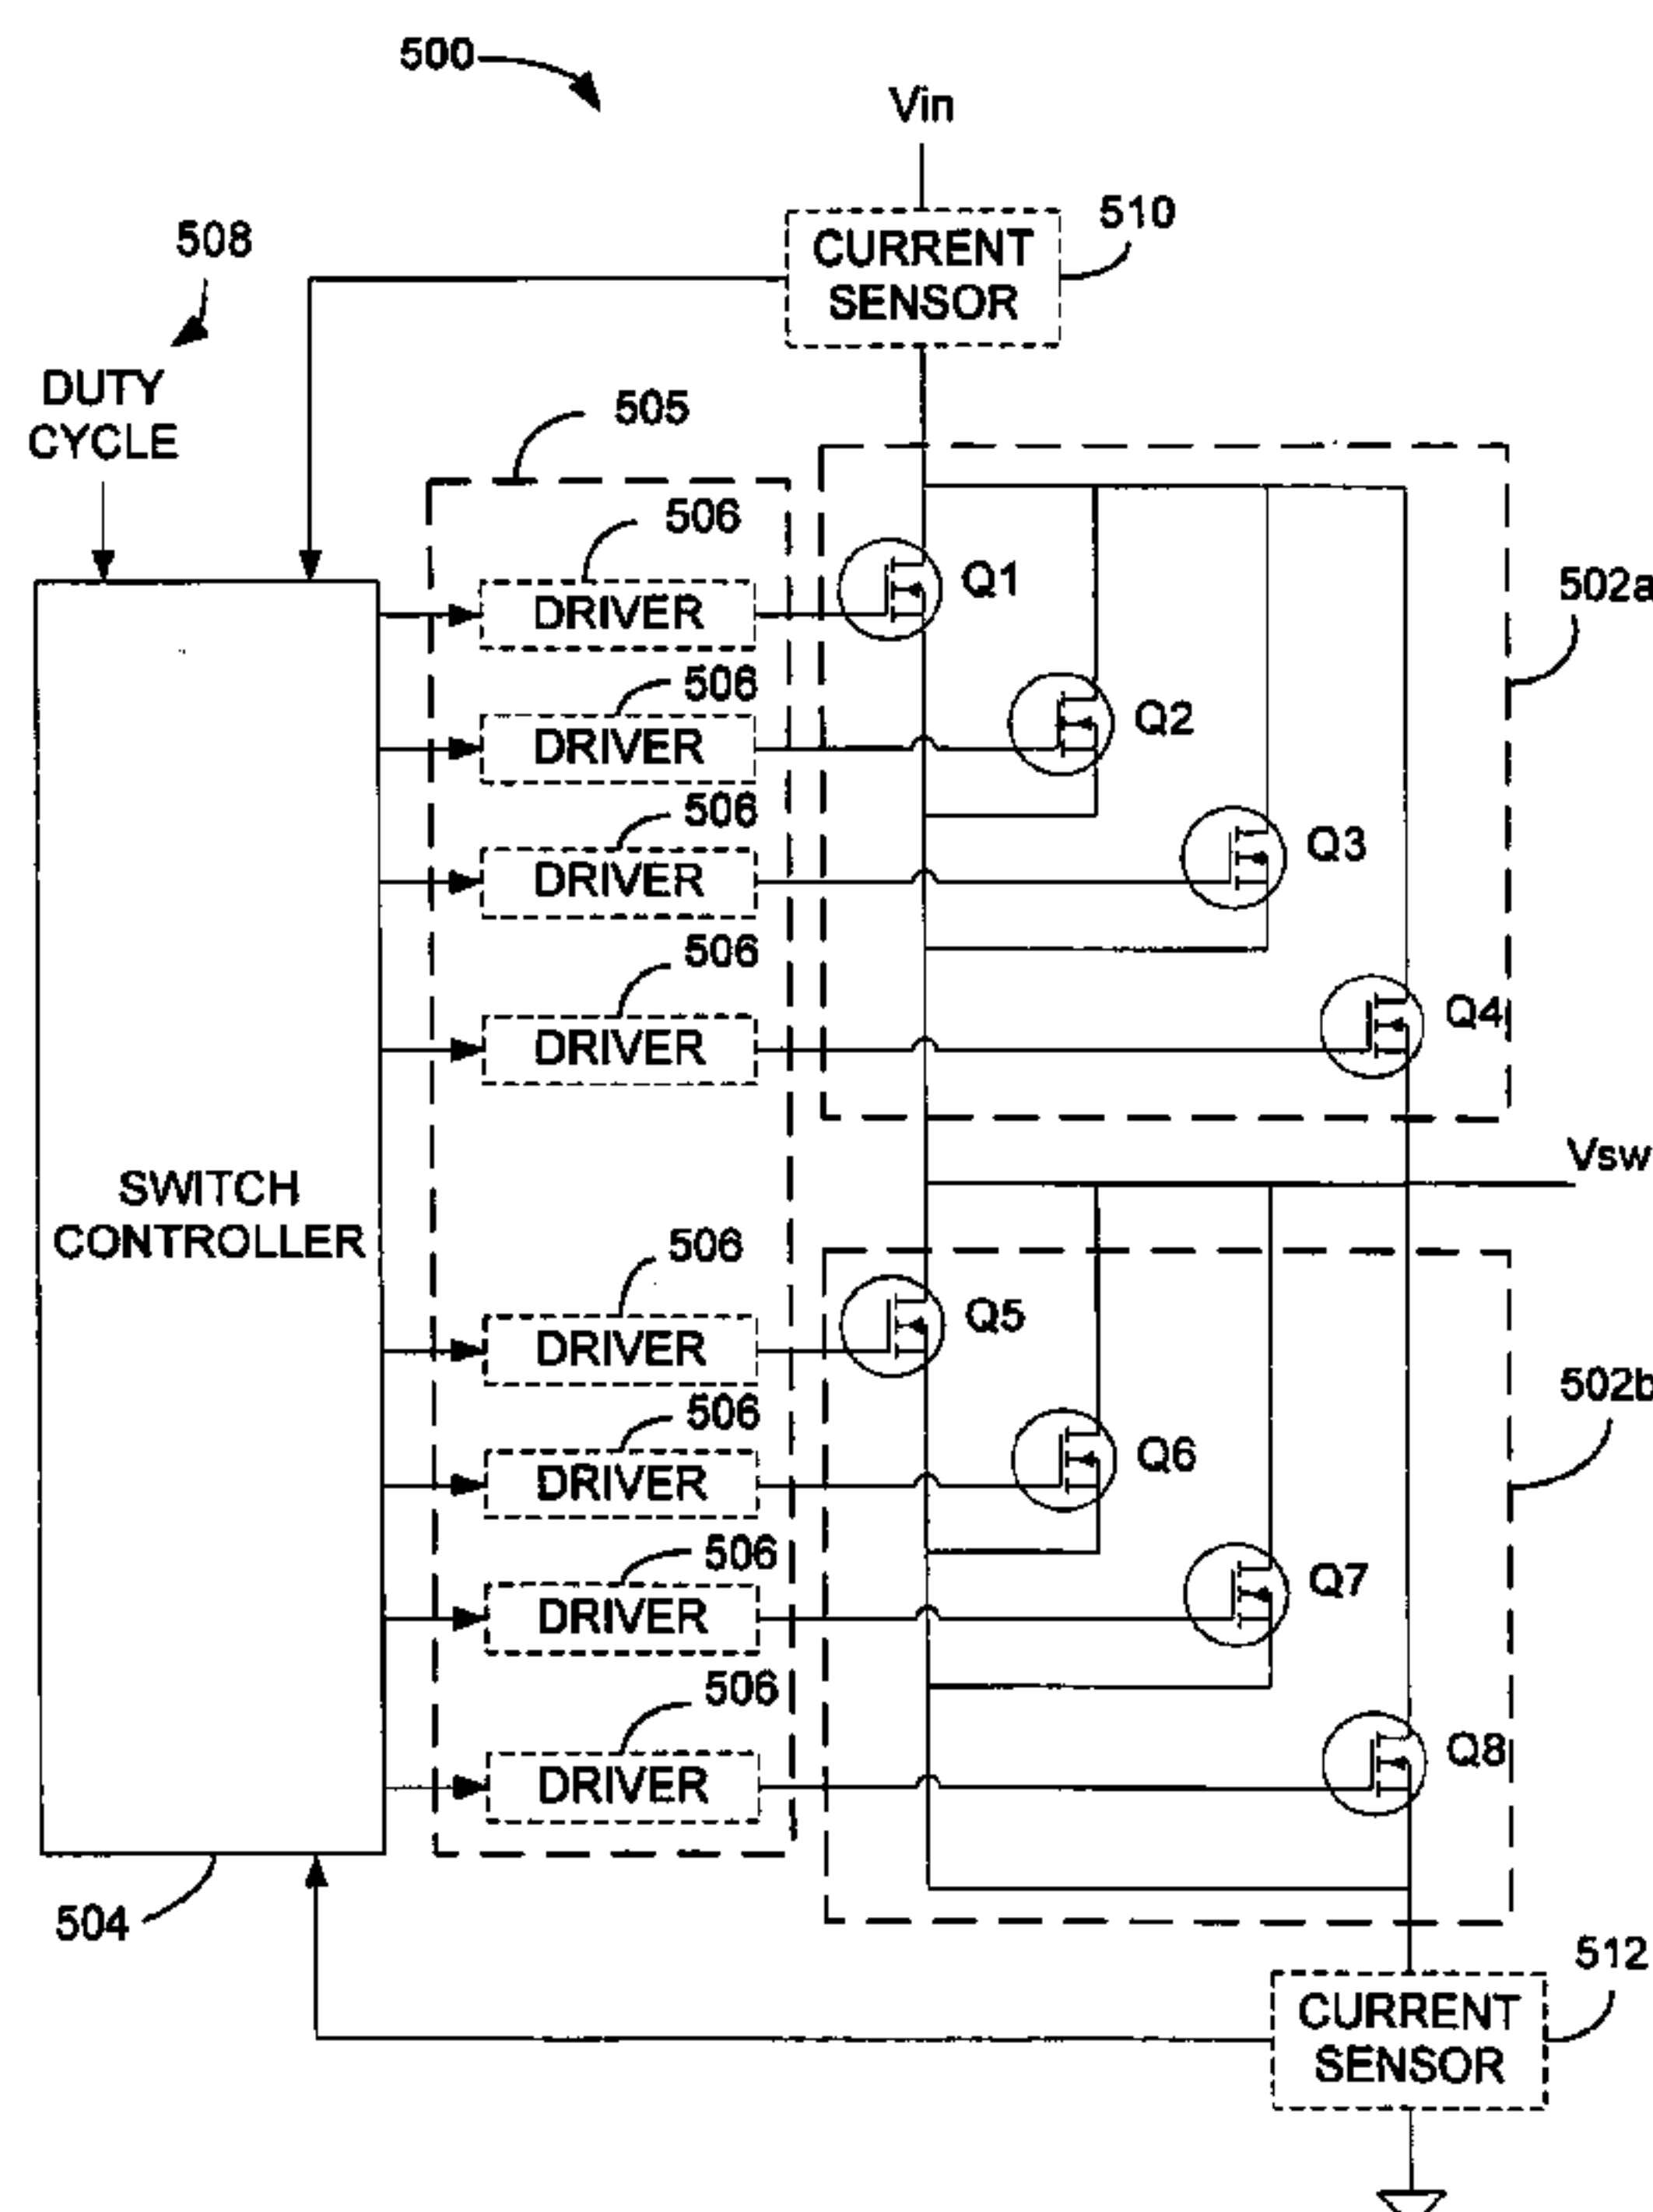 500
Vin
510
CURRENT
SENSOR
508
DUTY
CYCLE
505
506
DRIVER
Q1
502a
506
DRIVER
Q2
506
DRIVER
Q3
506
DRIVER
Q4
Vsw
SWITCH
CONTROLLER
506
DRIVER
Q5
502b
506
DRIVER
Q6
506
DRIVER
Q7
506
DRIVER
Q8
504
512
CURRENT
SENSOR